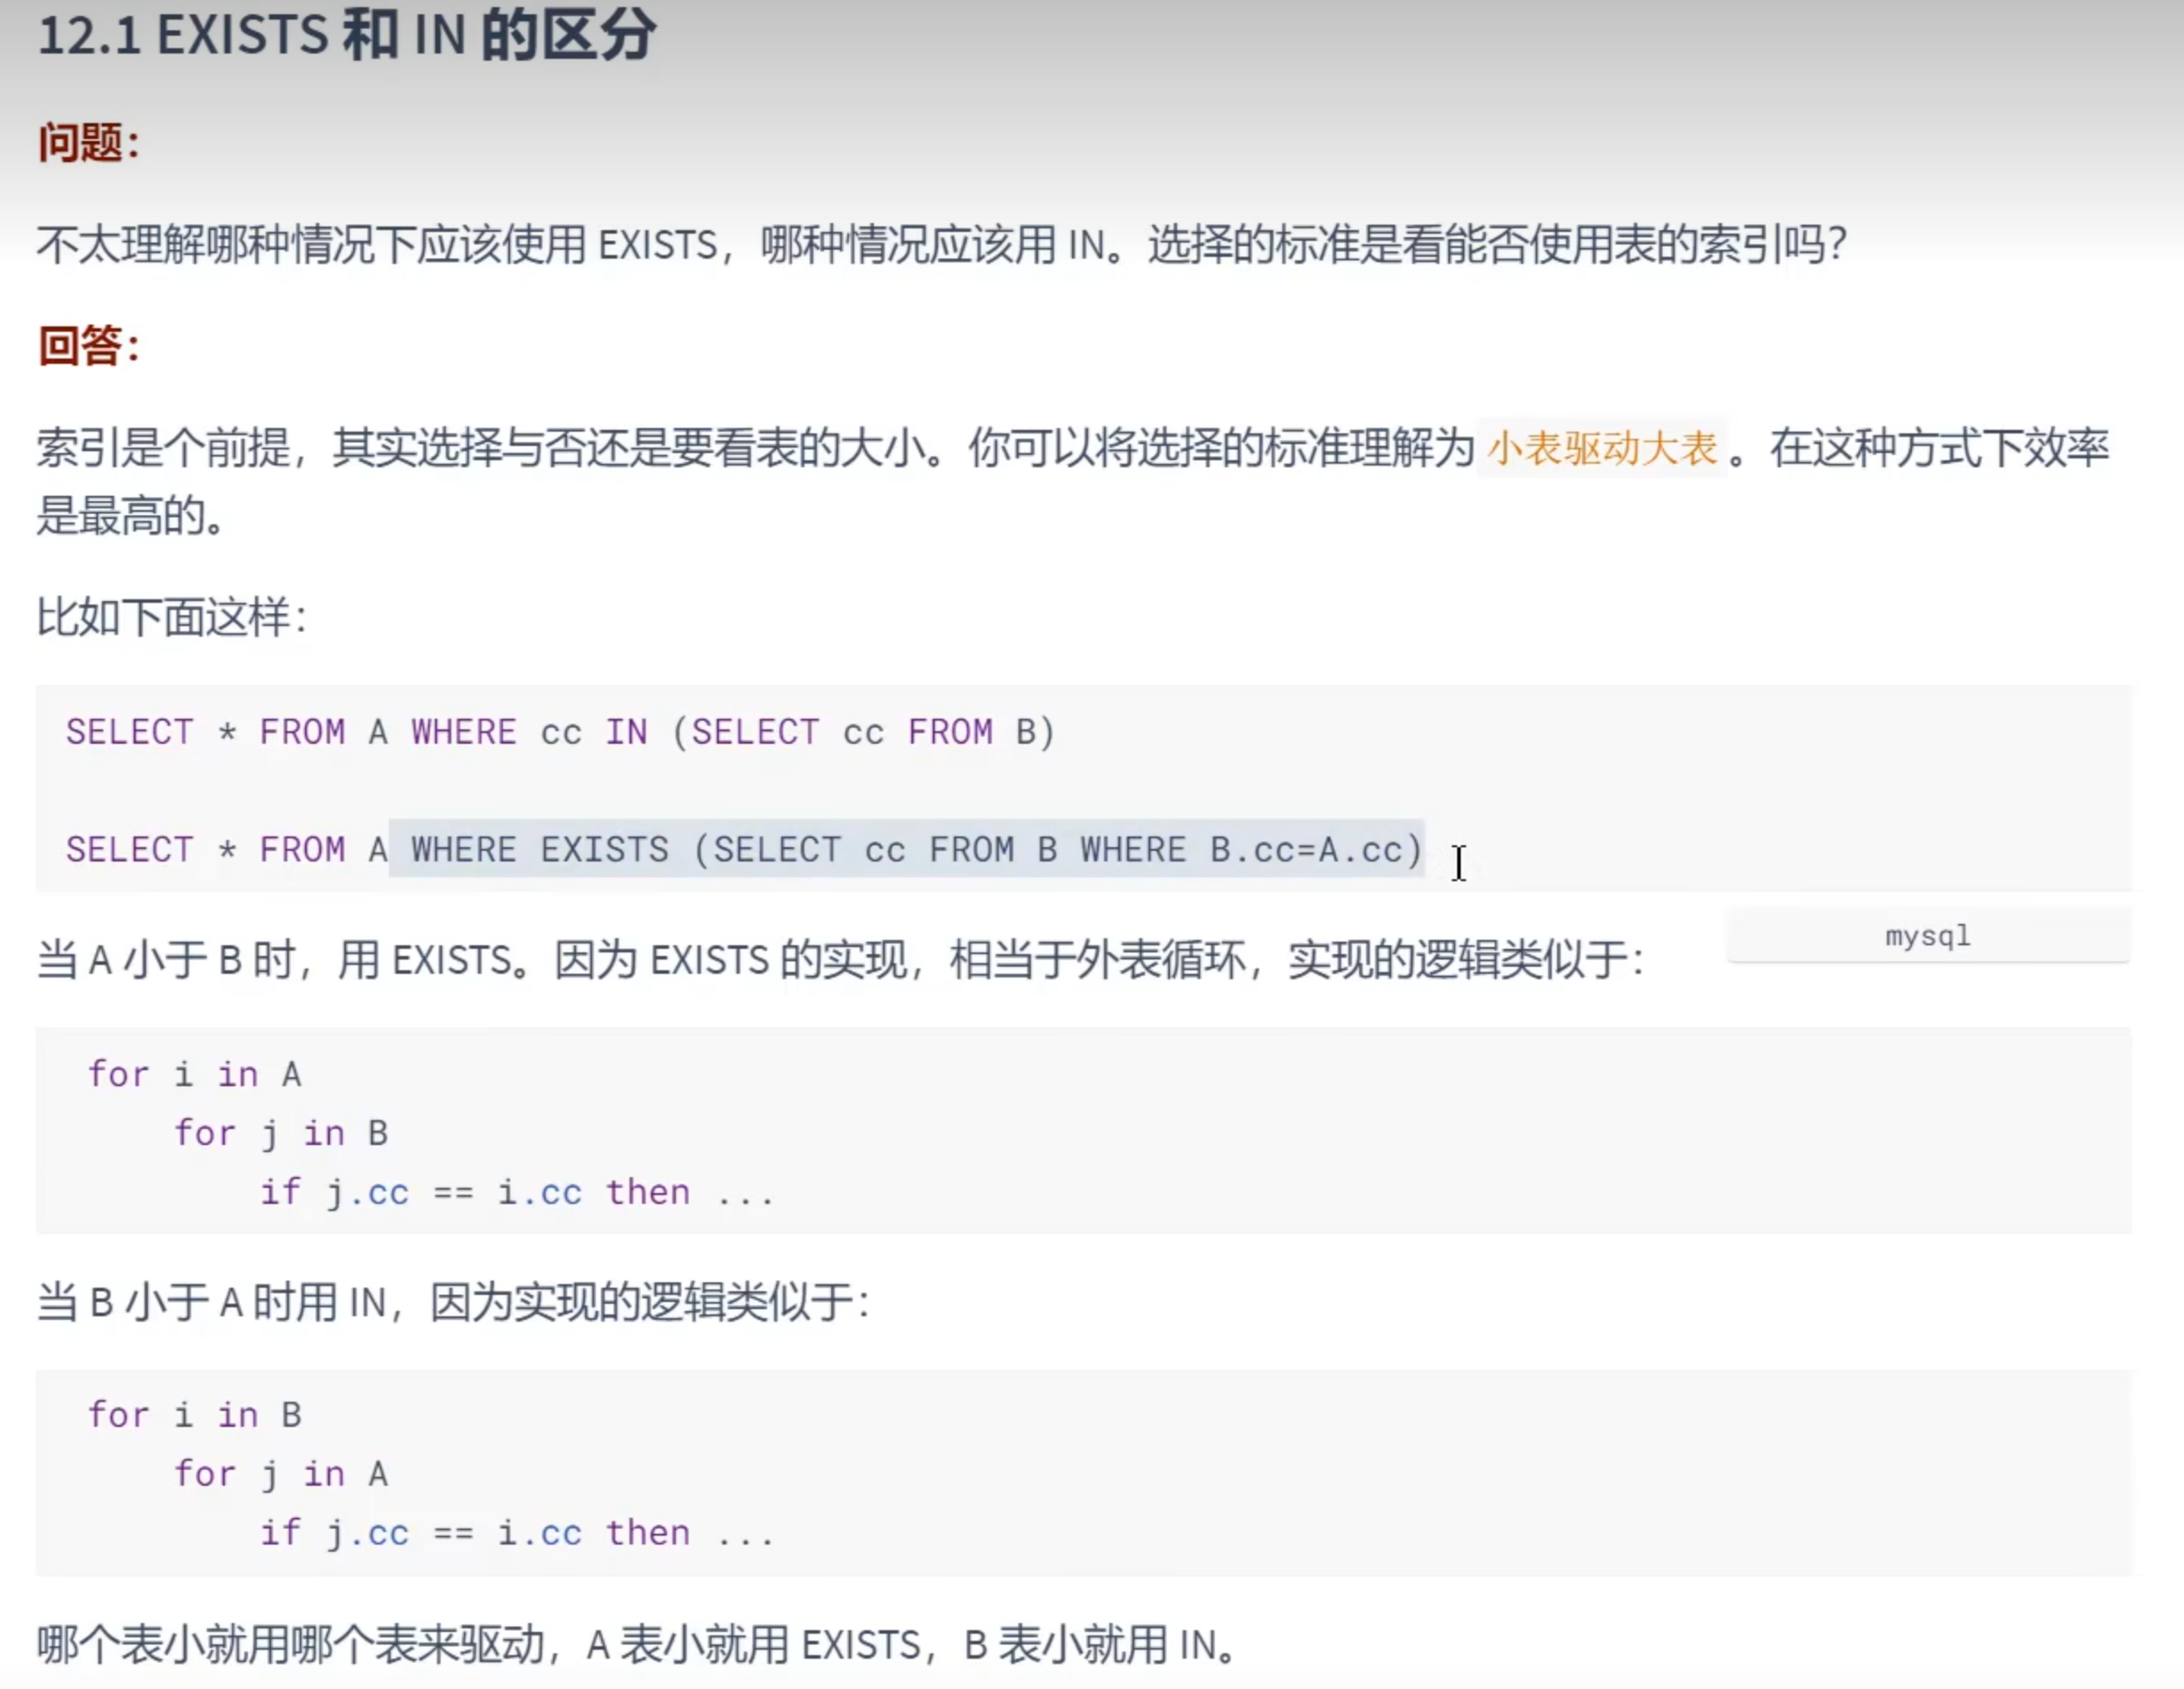 12.1 EXISTS 和 IN 的区分
问题：
不太理解哪种情况下应该使用 EXISTS，哪种情况应该用 IN。选择的标准是看能否使用表的索引吗？
回答：
索引是个前提，其实选择与否还是要看表的大小。你可以将选择的标准理解为 小表驱动大表 。在这种方式下效率
是最高的。
比如下面这样：
SELECT * FROM A WHERE cc IN (SELECT cc FROM B)
SELECT * FROM A WHERE EXISTS (SELECT cc FROM B WHERE B.cc=A.cc)
mysql
当 A 小于 B 时，用 EXISTS。因为 EXISTS 的实现，相当于外表循环，实现的逻辑类似于：
for i in A
    for j in B
        if j.cc == i.cc then ...
当 B 小于 A 时用 IN，因为实现的逻辑类似于：
for i in B
    for j in A
        if j.cc == i.cc then ...
哪个表小就用哪个表来驱动，A 表小就用 EXISTS，B 表小就用 IN。